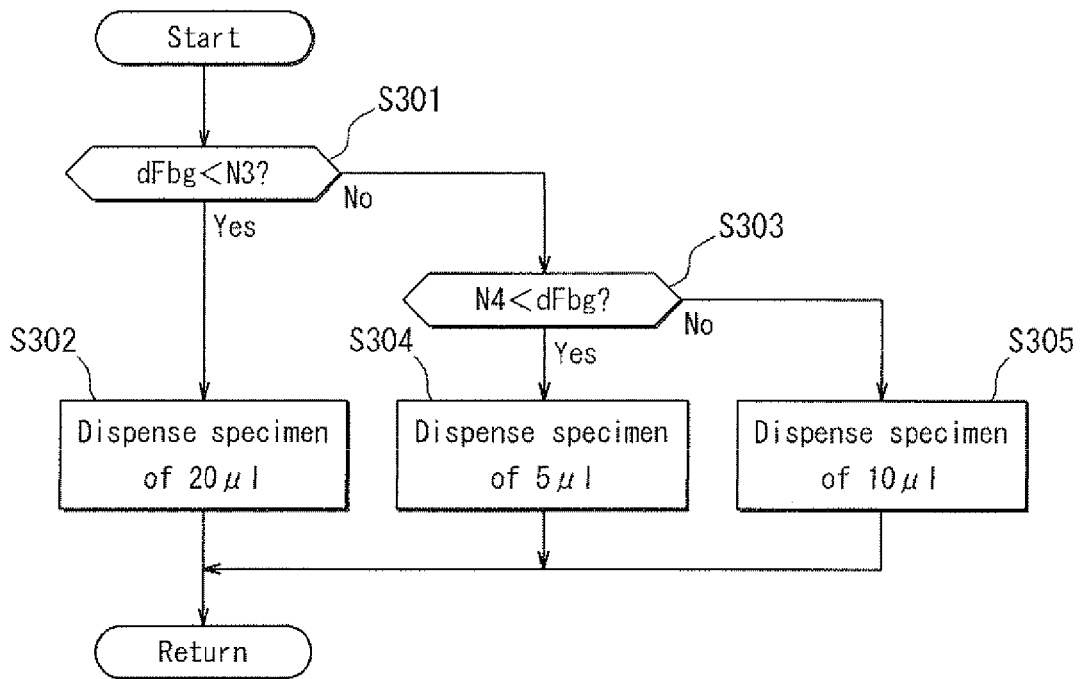 Start
S301
dFbg<N3?
No
Yes
S303
N4<dFbg?
No
Yes
S302
S304
S305
Dispense specimen
of 20μl
Dispense specimen
of 5μl
Dispense specimen
of 10μl
Return